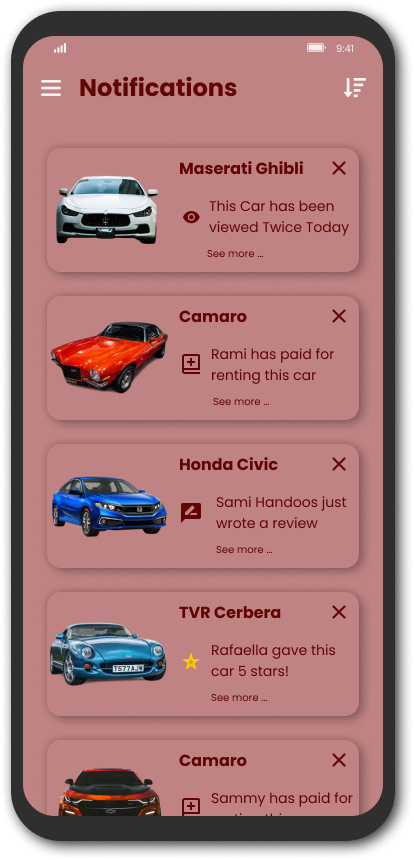 9:41
Notifications
Maserati Ghibli
This Car has been
viewed Twice Today
See more ...
Camaro
Rami has paid for
renting this car
See more ...
Honda Civic
Sami Handoos just
wrote a review
See more ...
TVR Cerbera
T577AJW
Rafaella gave this
car 5 stars!
See more ...
Camaro
Sammy has paid for